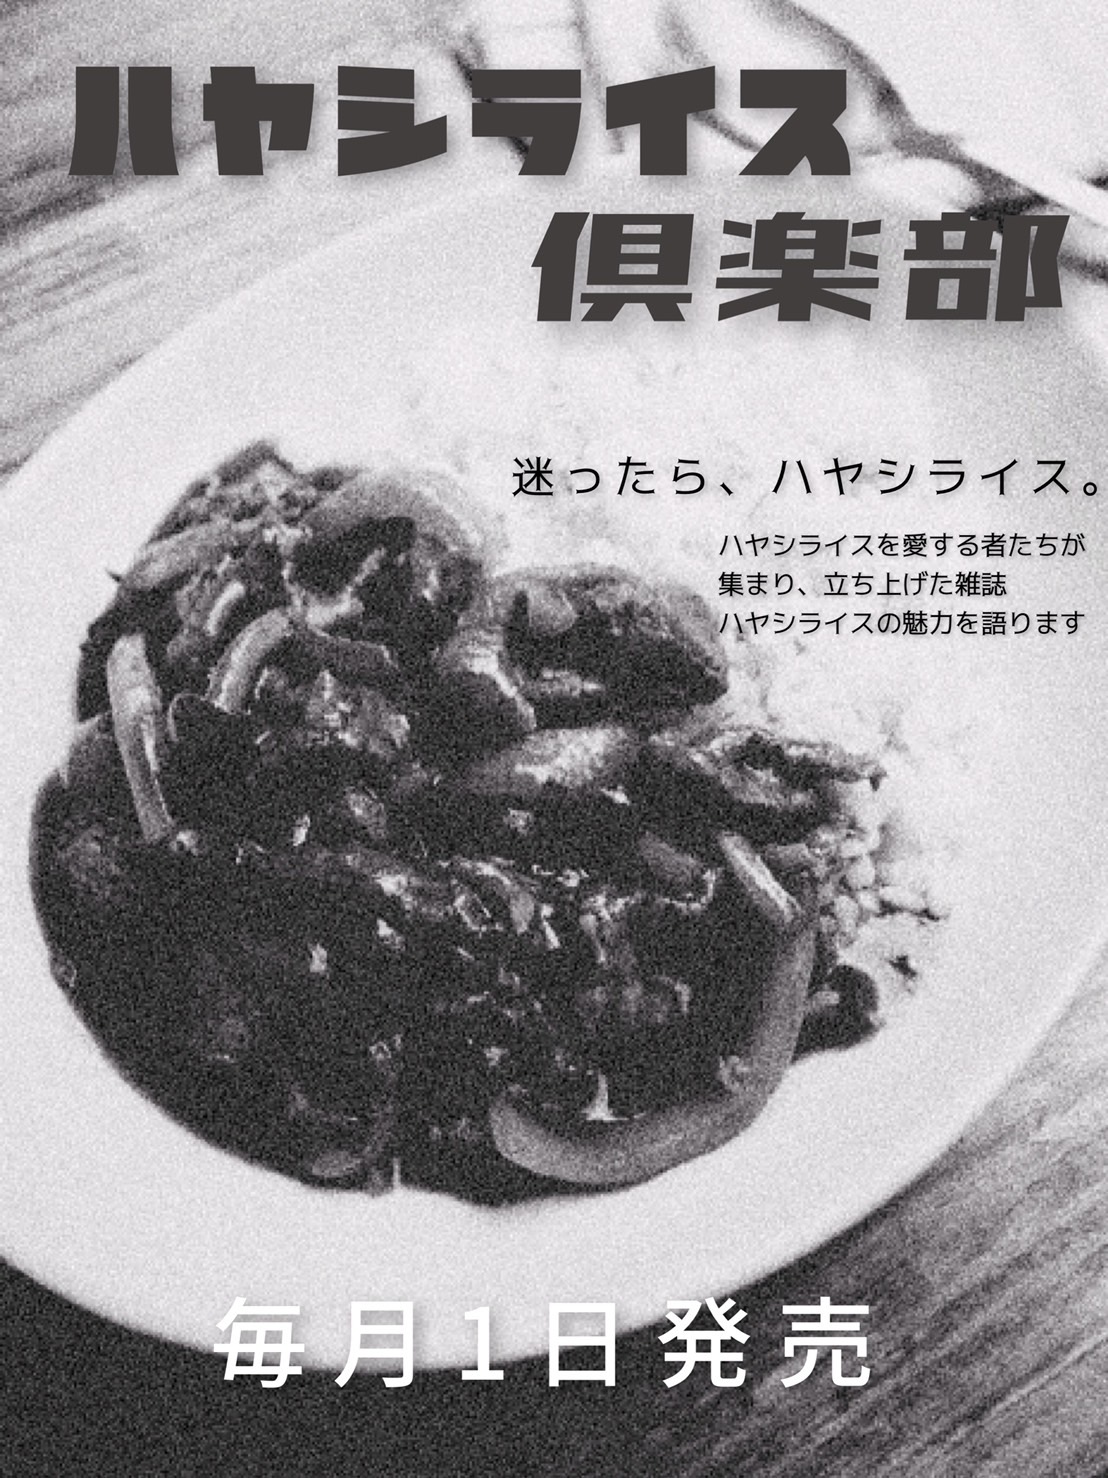 ハヤシライス
倶楽部
迷ったら、ハヤシライス。
ハヤシライスを愛する者たちが
集まり、立ち上げた雑誌
ハヤシライスの魅力を語ります
毎月1日発売